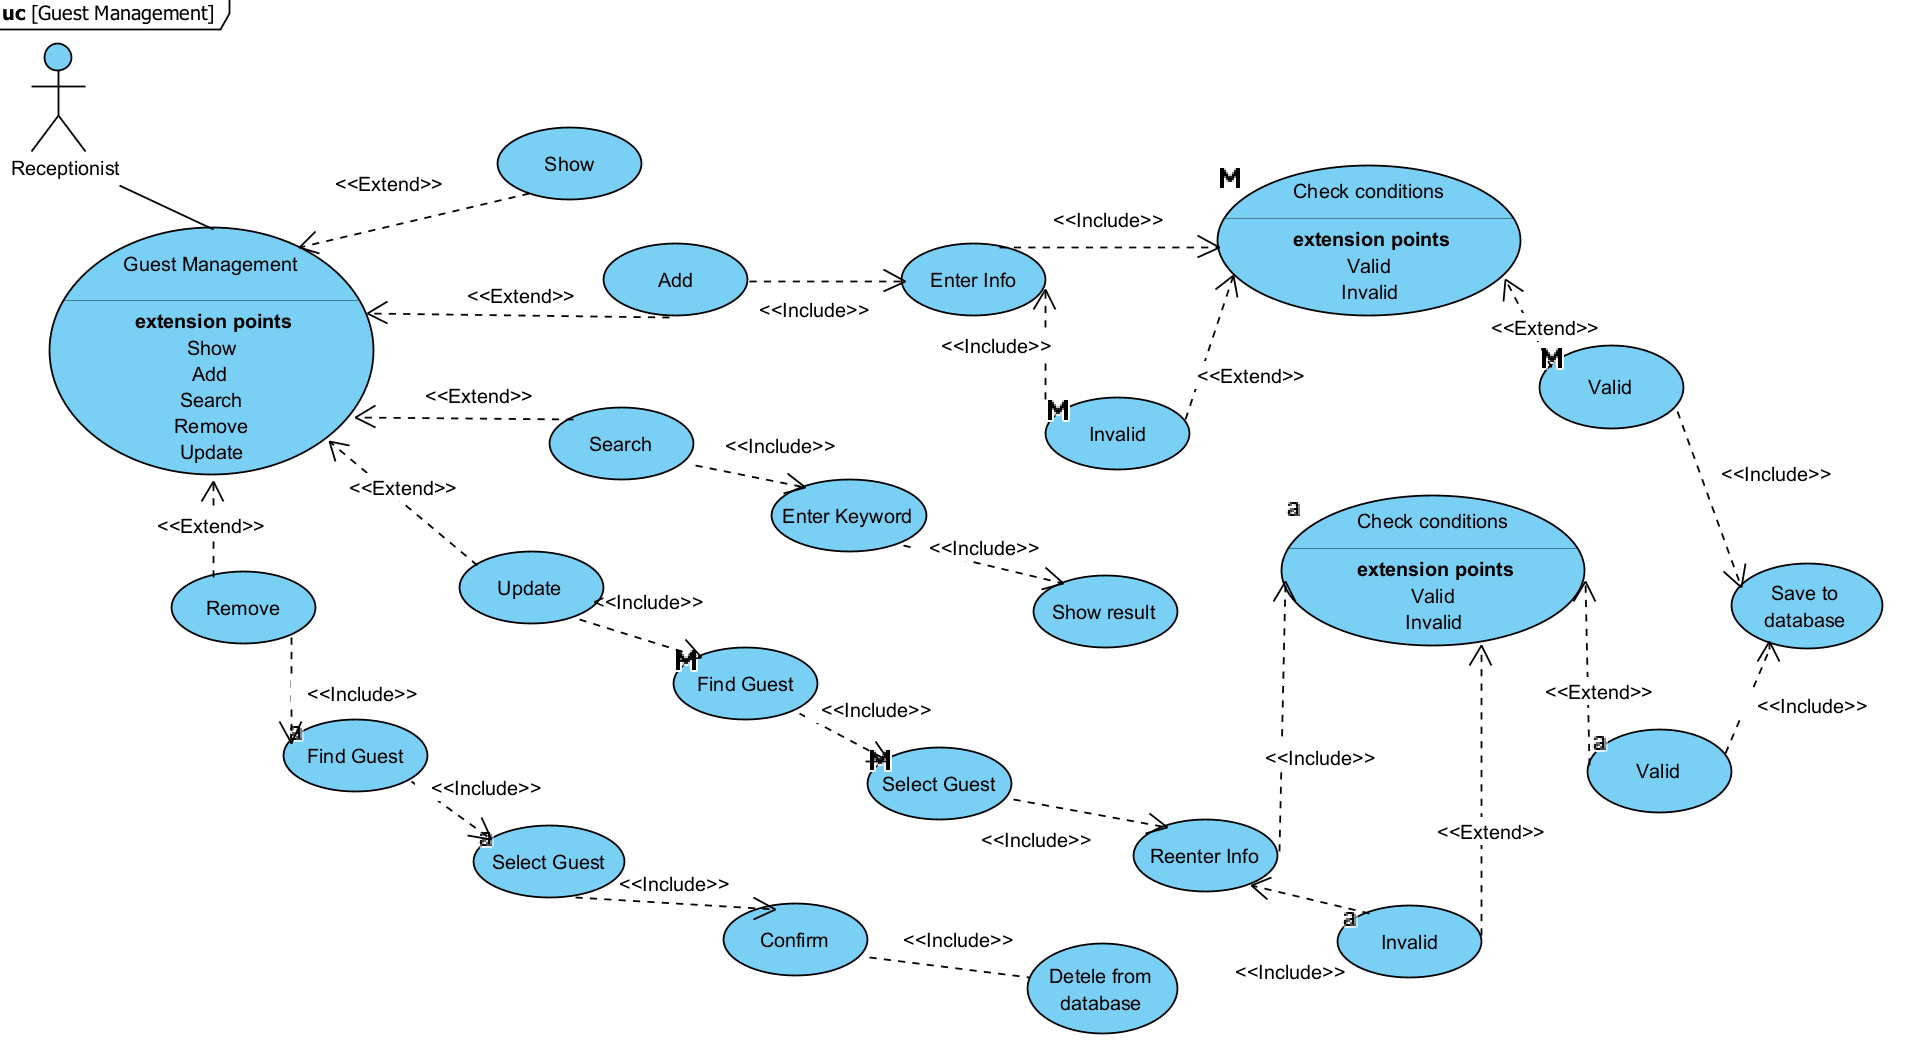 uc [Guest Management]
Receptionist
Show
<<Extend>>
Guest Management
extension points
Show
Add
Search
Remove
Update
<<Extend>>
Add
<<Include>>
Enter Info
<<Include>>
M
Check conditions
extension points
Valid
Invalid
<<Include>>
<<Extend>>
M
Invalid
<<Extend>>
M
Valid
<<Include>>
Save to
database
<<Extend>>
Search
<<Include>>
Enter Keyword
<<Include>>
Show result
<<Extend>>
Update
<<Include>>
M
Find Guest
<<Include>>
M
Select Guest
<<Include>>
Reenter Info
<<Include>>
a
Check conditions
extension points
Valid
Invalid
<<Extend>>
a
Valid
<<Include>>
<<Extend>>
a
Invalid
<<Include>>
<<Extend>>
Remove
<<Include>>
a
Find Guest
<<Include>>
a
Select Guest
<<Include>>
Confirm
<<Include>>
Detele from
database